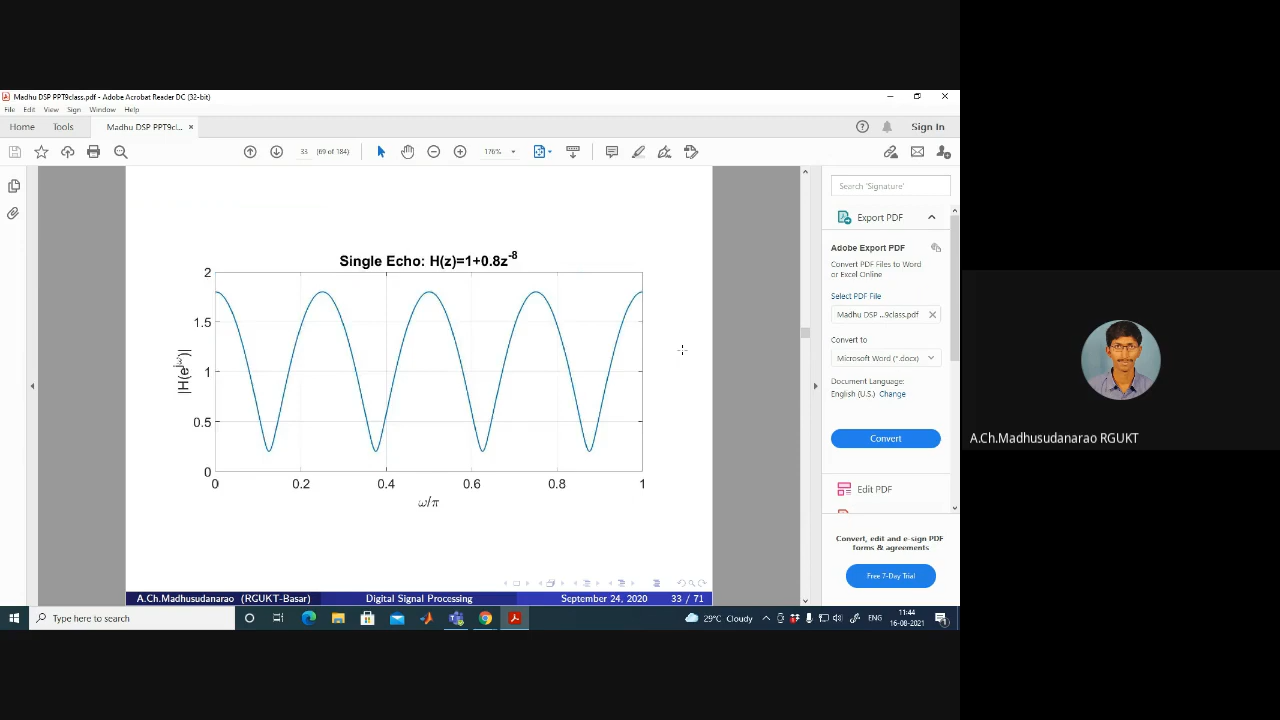 Madhu DSP PPT9class.pdf - Adobe Acrobat Reader DC (32-bit)
File Edit View Sign Window Help
Home Tools Madhu DSP PPT9cl... × Sign In
33 (69 of 184) 176%
Search 'Signature'
Export PDF
Adobe Export PDF
Convert PDF Files to Word
or Excel Online
Select PDF File
Madhu DSP ...9class.pdf
Convert to
Microsoft Word (*.docx)
Document Language:
English (U.S.) Change
Convert
Edit PDF
Convert, edit and e-sign PDF
forms & agreements
Free 7-Day Trial
Single Echo: H(z)=1+0.8z^-8
|H(e^jω)|
2
1.5
1
0.5
0
0 0.2 0.4 0.6 0.8 1
ω/π
A.Ch.Madhusudanarao (RGUKT-Basar) Digital Signal Processing September 24, 2020 33 / 71
Type here to search 29°C Cloudy ENG 11:44
16-08-2021
A.Ch.Madhusudanarao RGUKT